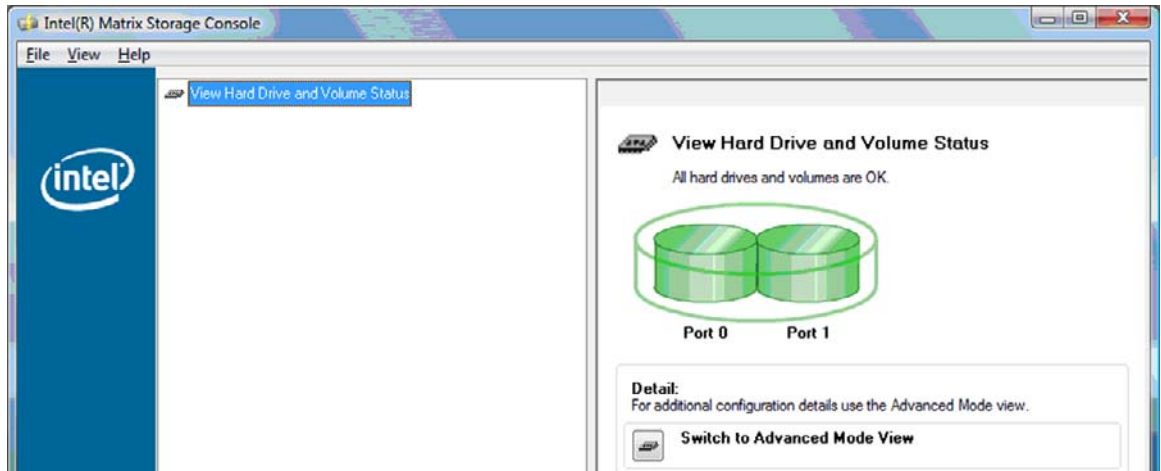 Intel(R) Matrix Storage Console
File View Help
View Hard Drive and Volume Status
intel
View Hard Drive and Volume Status
All hard drives and volumes are OK.
Port 0 Port 1
Detail:
For additional configuration details use the Advanced Mode view.
Switch to Advanced Mode View